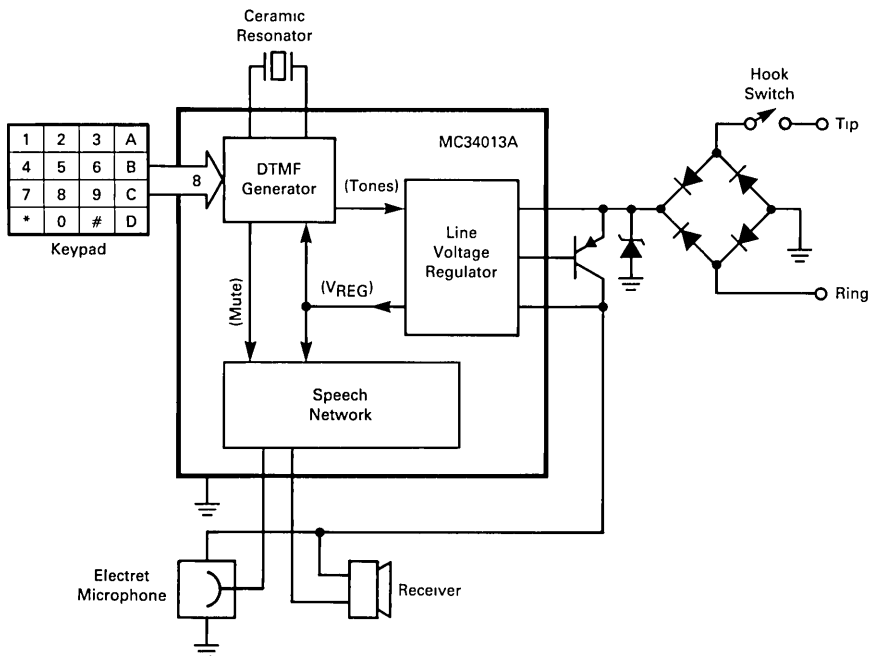 Ceramic
Resonator
Hook
Switch
Tip
MC34013A
1 2 3 A
4 5 6 B
7 8 9 C
* 0 # D
Keypad
8
DTMF
Generator
(Tones)
Line
Voltage
Regulator
(Mute)
(VREG)
Ring
Speech
Network
Electret
Microphone
Receiver